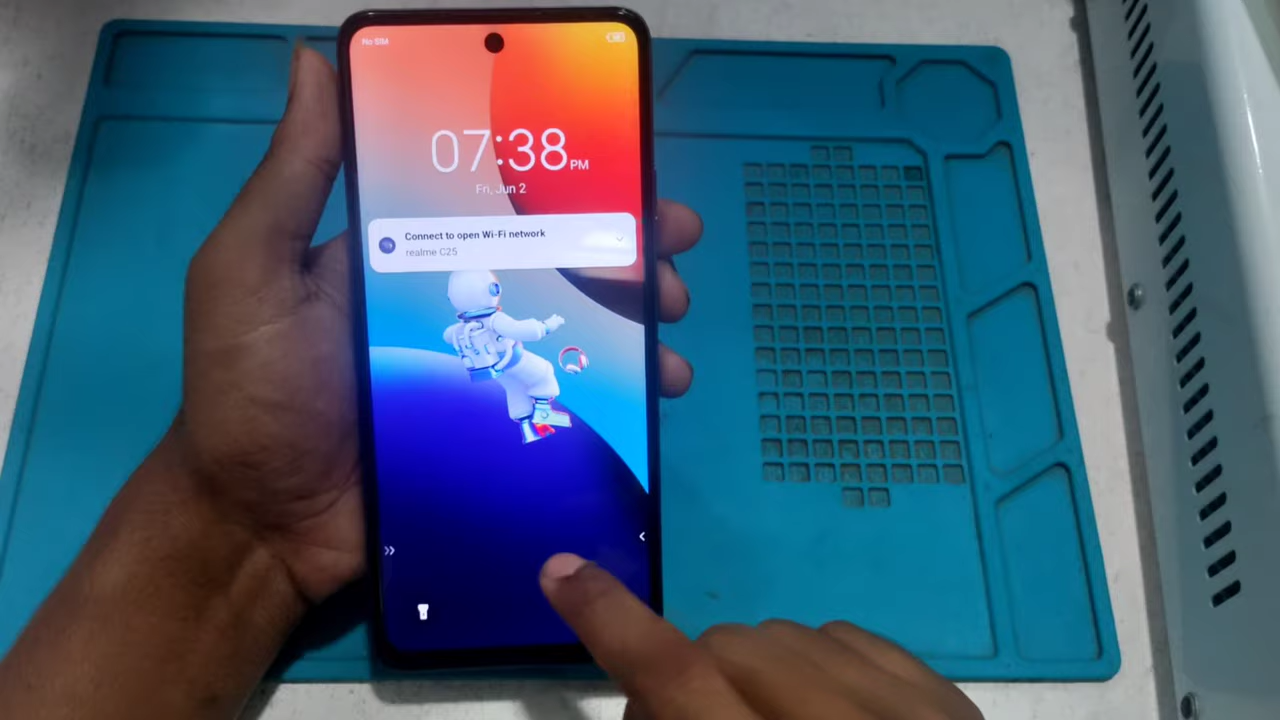 No SIM
07:38 PM
Fri, Jun 2
Connect to open Wi-Fi network
realme C25